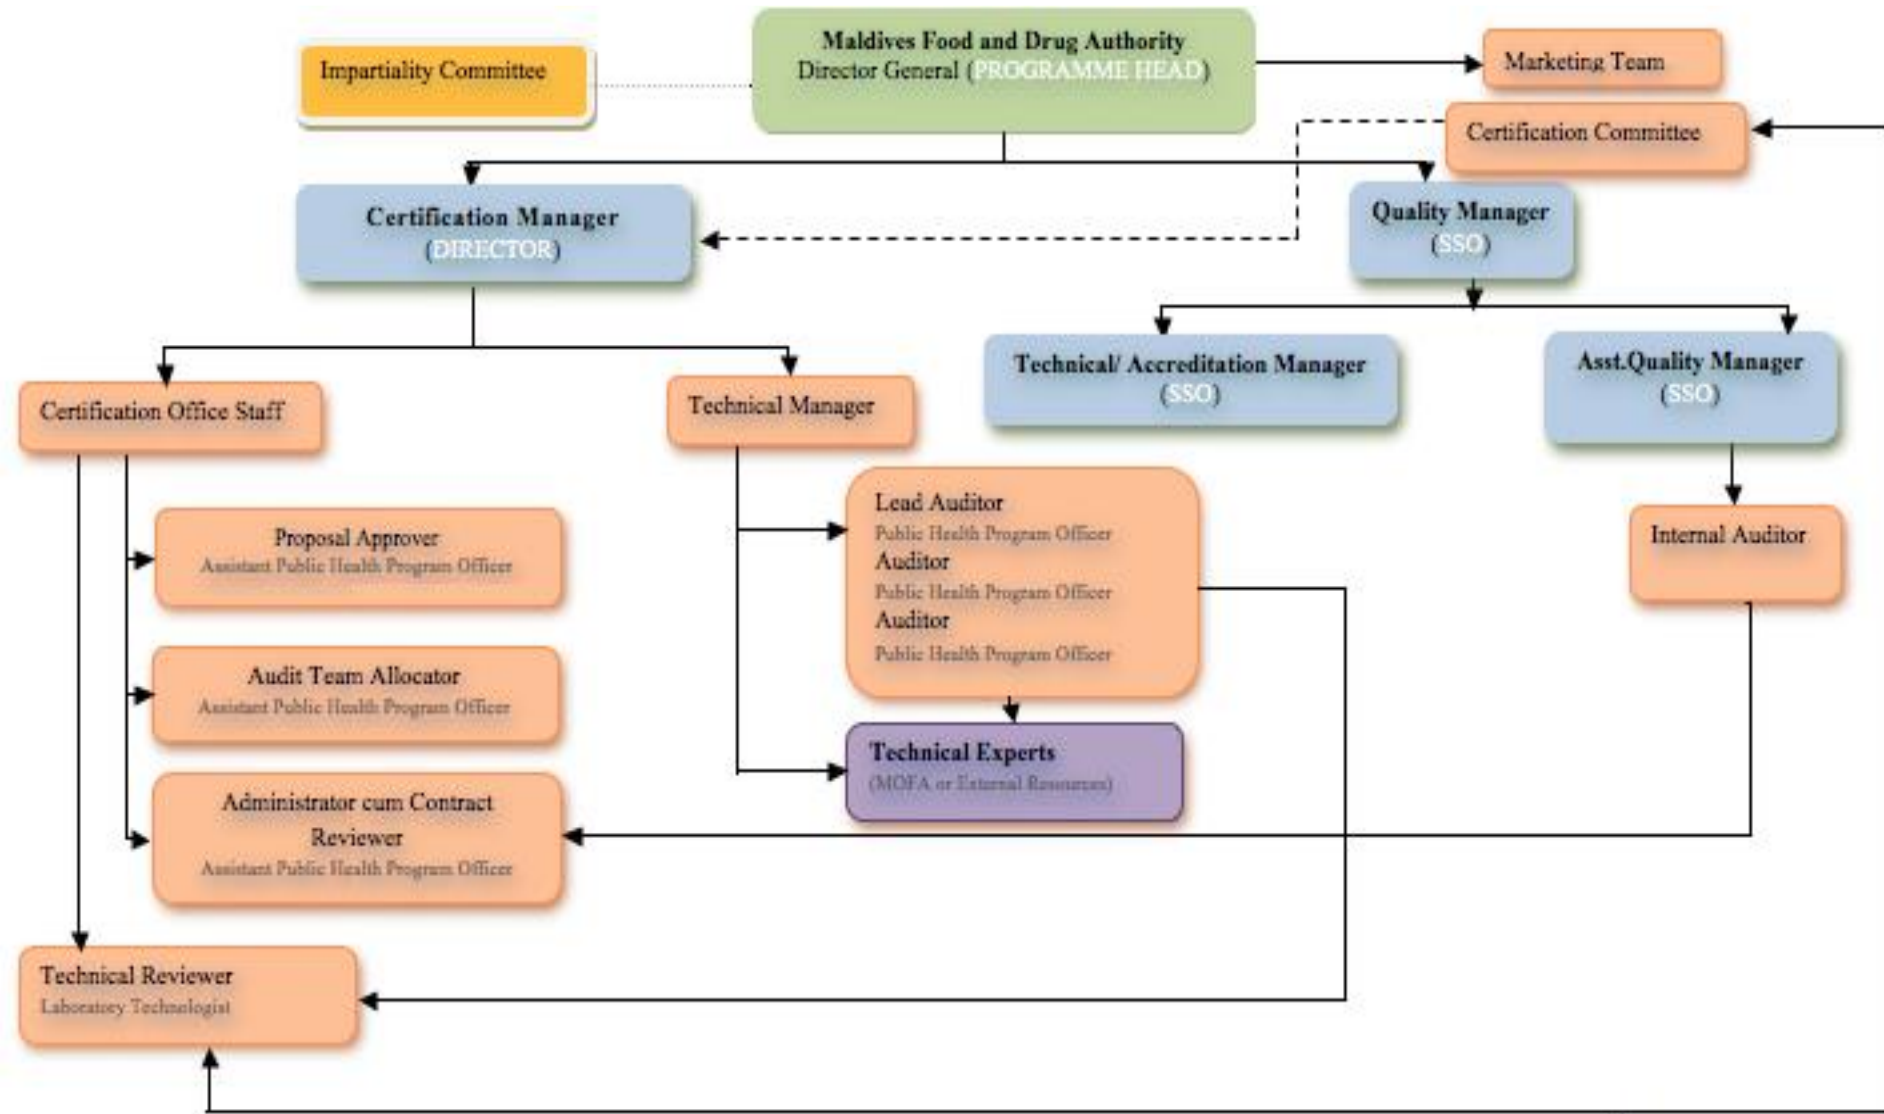 Maldives Food and Drug Authority
Director General (PROGRAMME HEAD)
Impartiality Committee
Marketing Team
Certification Committee
Certification Manager
(DIRECTOR)
Quality Manager
(SSO)
Technical/ Accreditation Manager
(SSO)
Asst.Quality Manager
(SSO)
Certification Office Staff
Technical Manager
Lead Auditor
Public Health Program Officer
Auditor
Public Health Program Officer
Auditor
Public Health Program Officer
Internal Auditor
Proposal Approver
Assistant Public Health Program Officer
Audit Team Allocator
Assistant Public Health Program Officer
Technical Experts
(MOFA or External Resources)
Administrator cum Contract
Reviewer
Assistant Public Health Program Officer
Technical Reviewer
Laboratory Technologist